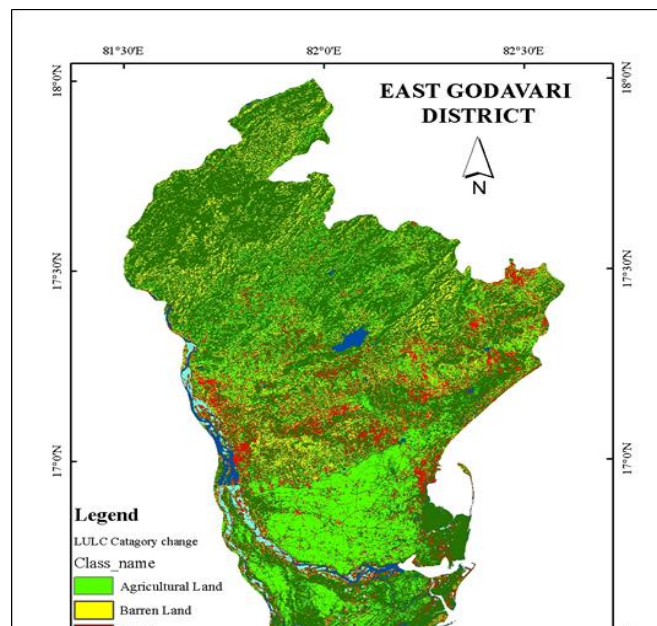 81°30'E 82°0'E 82°30'E
18°0'N 18°0'N
EAST GODAVARI
DISTRICT
N
17°30'N 17°30'N
17°0'N 17°0'N
Legend
LULC Catagory change
Class_name
Agricultural Land
Barren Land